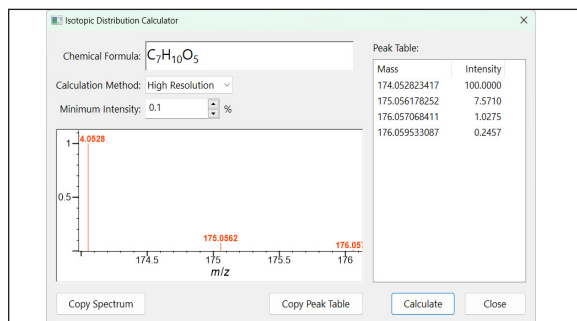 Isotopic Distribution Calculator
Chemical Formula: C₇H₁₀O₅
Calculation Method: High Resolution
Minimum Intensity: 0.1 %
Peak Table:
Mass Intensity
174.052823417 100.0000
175.056178252 7.5710
176.057068411 1.0275
176.059533087 0.2457
4.0528
1
0.5
175.0562
176.057
174.5 175 175.5 176
m/z
Copy Spectrum Copy Peak Table Calculate Close